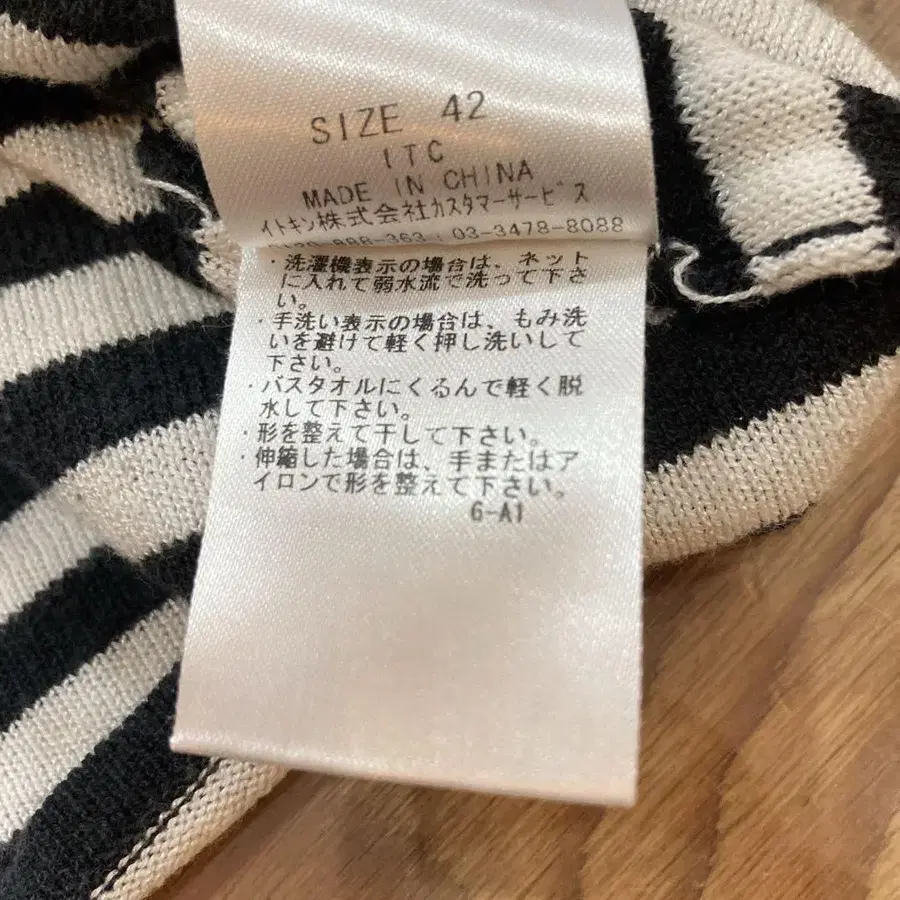 SIZE 42
ITC
MADE IN CHINA
イトキン株式会社カスタマーサービス
888-363 03-3478-8088
・洗濯機表示の場合は、ネット
に入れて弱水流で洗って下さ
い。
・手洗い表示の場合は、もみ洗
いを避けて軽く押し洗いして
下さい。
・バスタオルにくるんで軽く脱
水して下さい。
・形を整えて干して下さい。
・伸縮した場合は、手またはア
イロンで形を整えて下さい。
6-A1